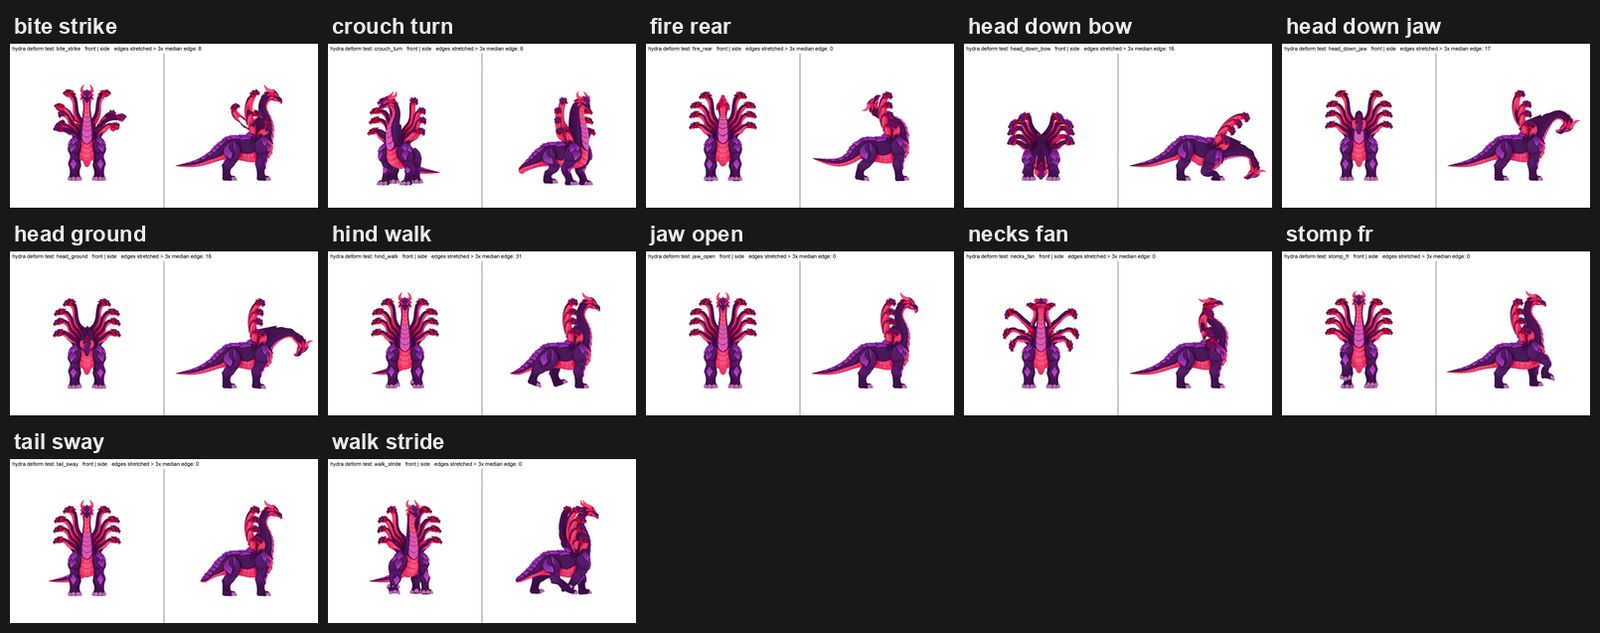 bite strike
crouch turn
fire rear
head down bow
head down jaw
hydra deform test: bite_strike front | side edges stretched > 3x median edge: 8
hydra deform test: crouch_turn front | side edges stretched > 3x median edge: 6
hydra deform test: fire_rear front | side edges stretched > 3x median edge: 0
hydra deform test: head_down_bow front | side edges stretched > 3x median edge: 16
hydra deform test: head_down_jaw front | side edges stretched > 3x median edge: 17
head ground
hind walk
jaw open
necks fan
stomp fr
hydra deform test: head_ground front | side edges stretched > 3x median edge: 16
hydra deform test: hind_walk front | side edges stretched > 3x median edge: 31
hydra deform test: jaw_open front | side edges stretched > 3x median edge: 0
hydra deform test: necks_fan front | side edges stretched > 3x median edge: 0
hydra deform test: stomp_fr front | side edges stretched > 3x median edge: 0
tail sway
walk stride
hydra deform test: tail_sway front | side edges stretched > 3x median edge: 0
hydra deform test: walk_stride front | side edges stretched > 3x median edge: 0